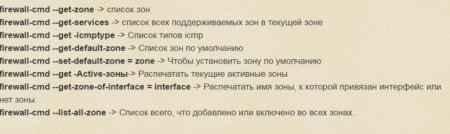 firewall-cmd --get-zone -> список зон
firewall-cmd --get-services -> список всех поддерживаемых зон в текущей зоне
firewall-cmd --get -icmptype -> Список типов icmp
firewall-cmd --get-default-zone -> Список зон по умолчанию
firewall-cmd --set-default-zone = zone -> Чтобы установить зону по умолчанию
firewall-cmd --get -Active-зоны-> Распечатать текущие активные зоны
firewall-cmd --get-zone-of-interface = interface -> Распечатать имя зоны, к которой привязан интерфейс или
нет зоны.
firewall-cmd --list-all-zone -> Список всего, что добавлено или включено во всех зонах.